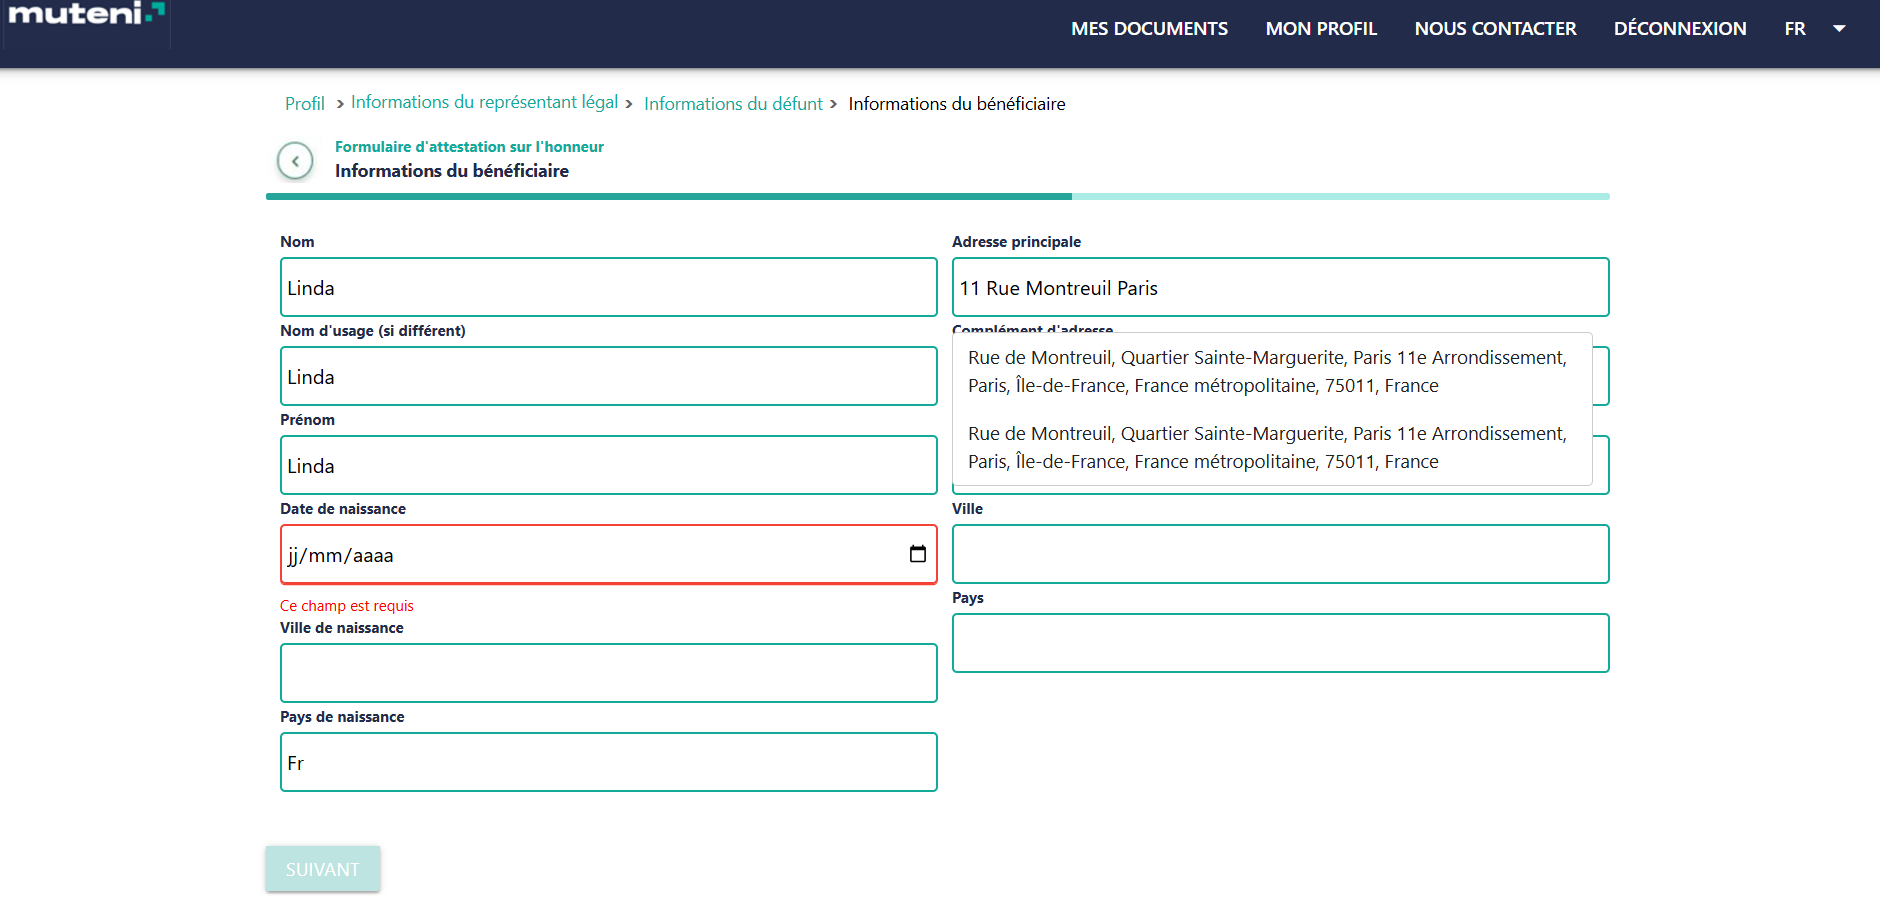 muteni
MES DOCUMENTS
MON PROFIL
NOUS CONTACTER
DÉCONNEXION
FR
Profil > Informations du représentant légal > Informations du défunt > Informations du bénéficiaire
Formulaire d'attestation sur l'honneur
Informations du bénéficiaire
Nom
Linda
Nom d'usage (si différent)
Linda
Prénom
Linda
Date de naissance
jj/mm/aaaa
Ce champ est requis
Ville de naissance
Pays de naissance
Fr
Adresse principale
11 Rue Montreuil Paris
Complément d'adresse
Rue de Montreuil, Quartier Sainte-Marguerite, Paris 11e Arrondissement,
Paris, Île-de-France, France métropolitaine, 75011, France
Rue de Montreuil, Quartier Sainte-Marguerite, Paris 11e Arrondissement,
Paris, Île-de-France, France métropolitaine, 75011, France
Ville
Pays
SUIVANT